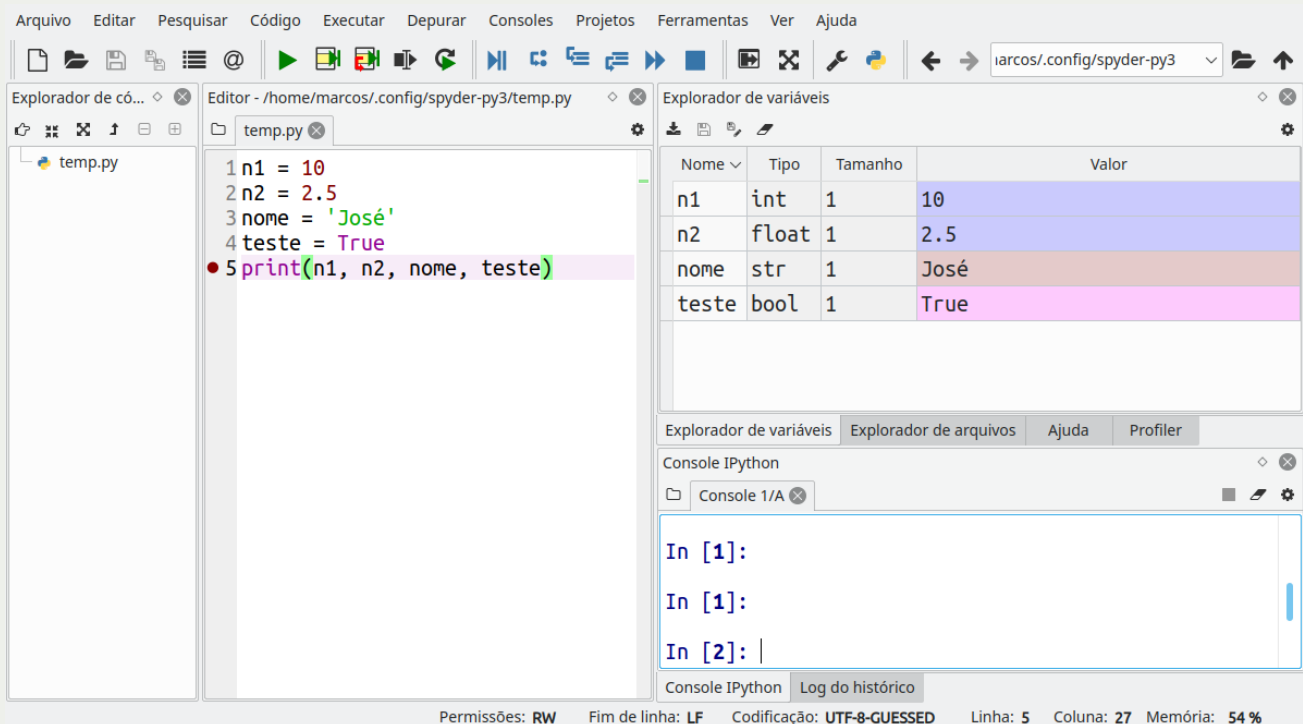 Arquivo Editar Pesquisar Código Executar Depurar Consoles Projetos Ferramentas Ver Ajuda
@ ıarcos/.config/spyder-py3
Explorador de có...
temp.py
Editor - /home/marcos/.config/spyder-py3/temp.py
temp.py
1 n1 = 10
2 n2 = 2.5
3 nome = 'José'
4 teste = True
5 print(n1, n2, nome, teste)
Explorador de variáveis
Nome Tipo Tamanho Valor
n1 int 1 10
n2 float 1 2.5
nome str 1 José
teste bool 1 True
Explorador de variáveis Explorador de arquivos Ajuda Profiler
Console IPython
Console 1/A
In [1]:
In [1]:
In [2]:
Console IPython Log do histórico
Permissões: RW Fim de linha: LF Codificação: UTF-8-GUESSED Linha: 5 Coluna: 27 Memória: 54 %